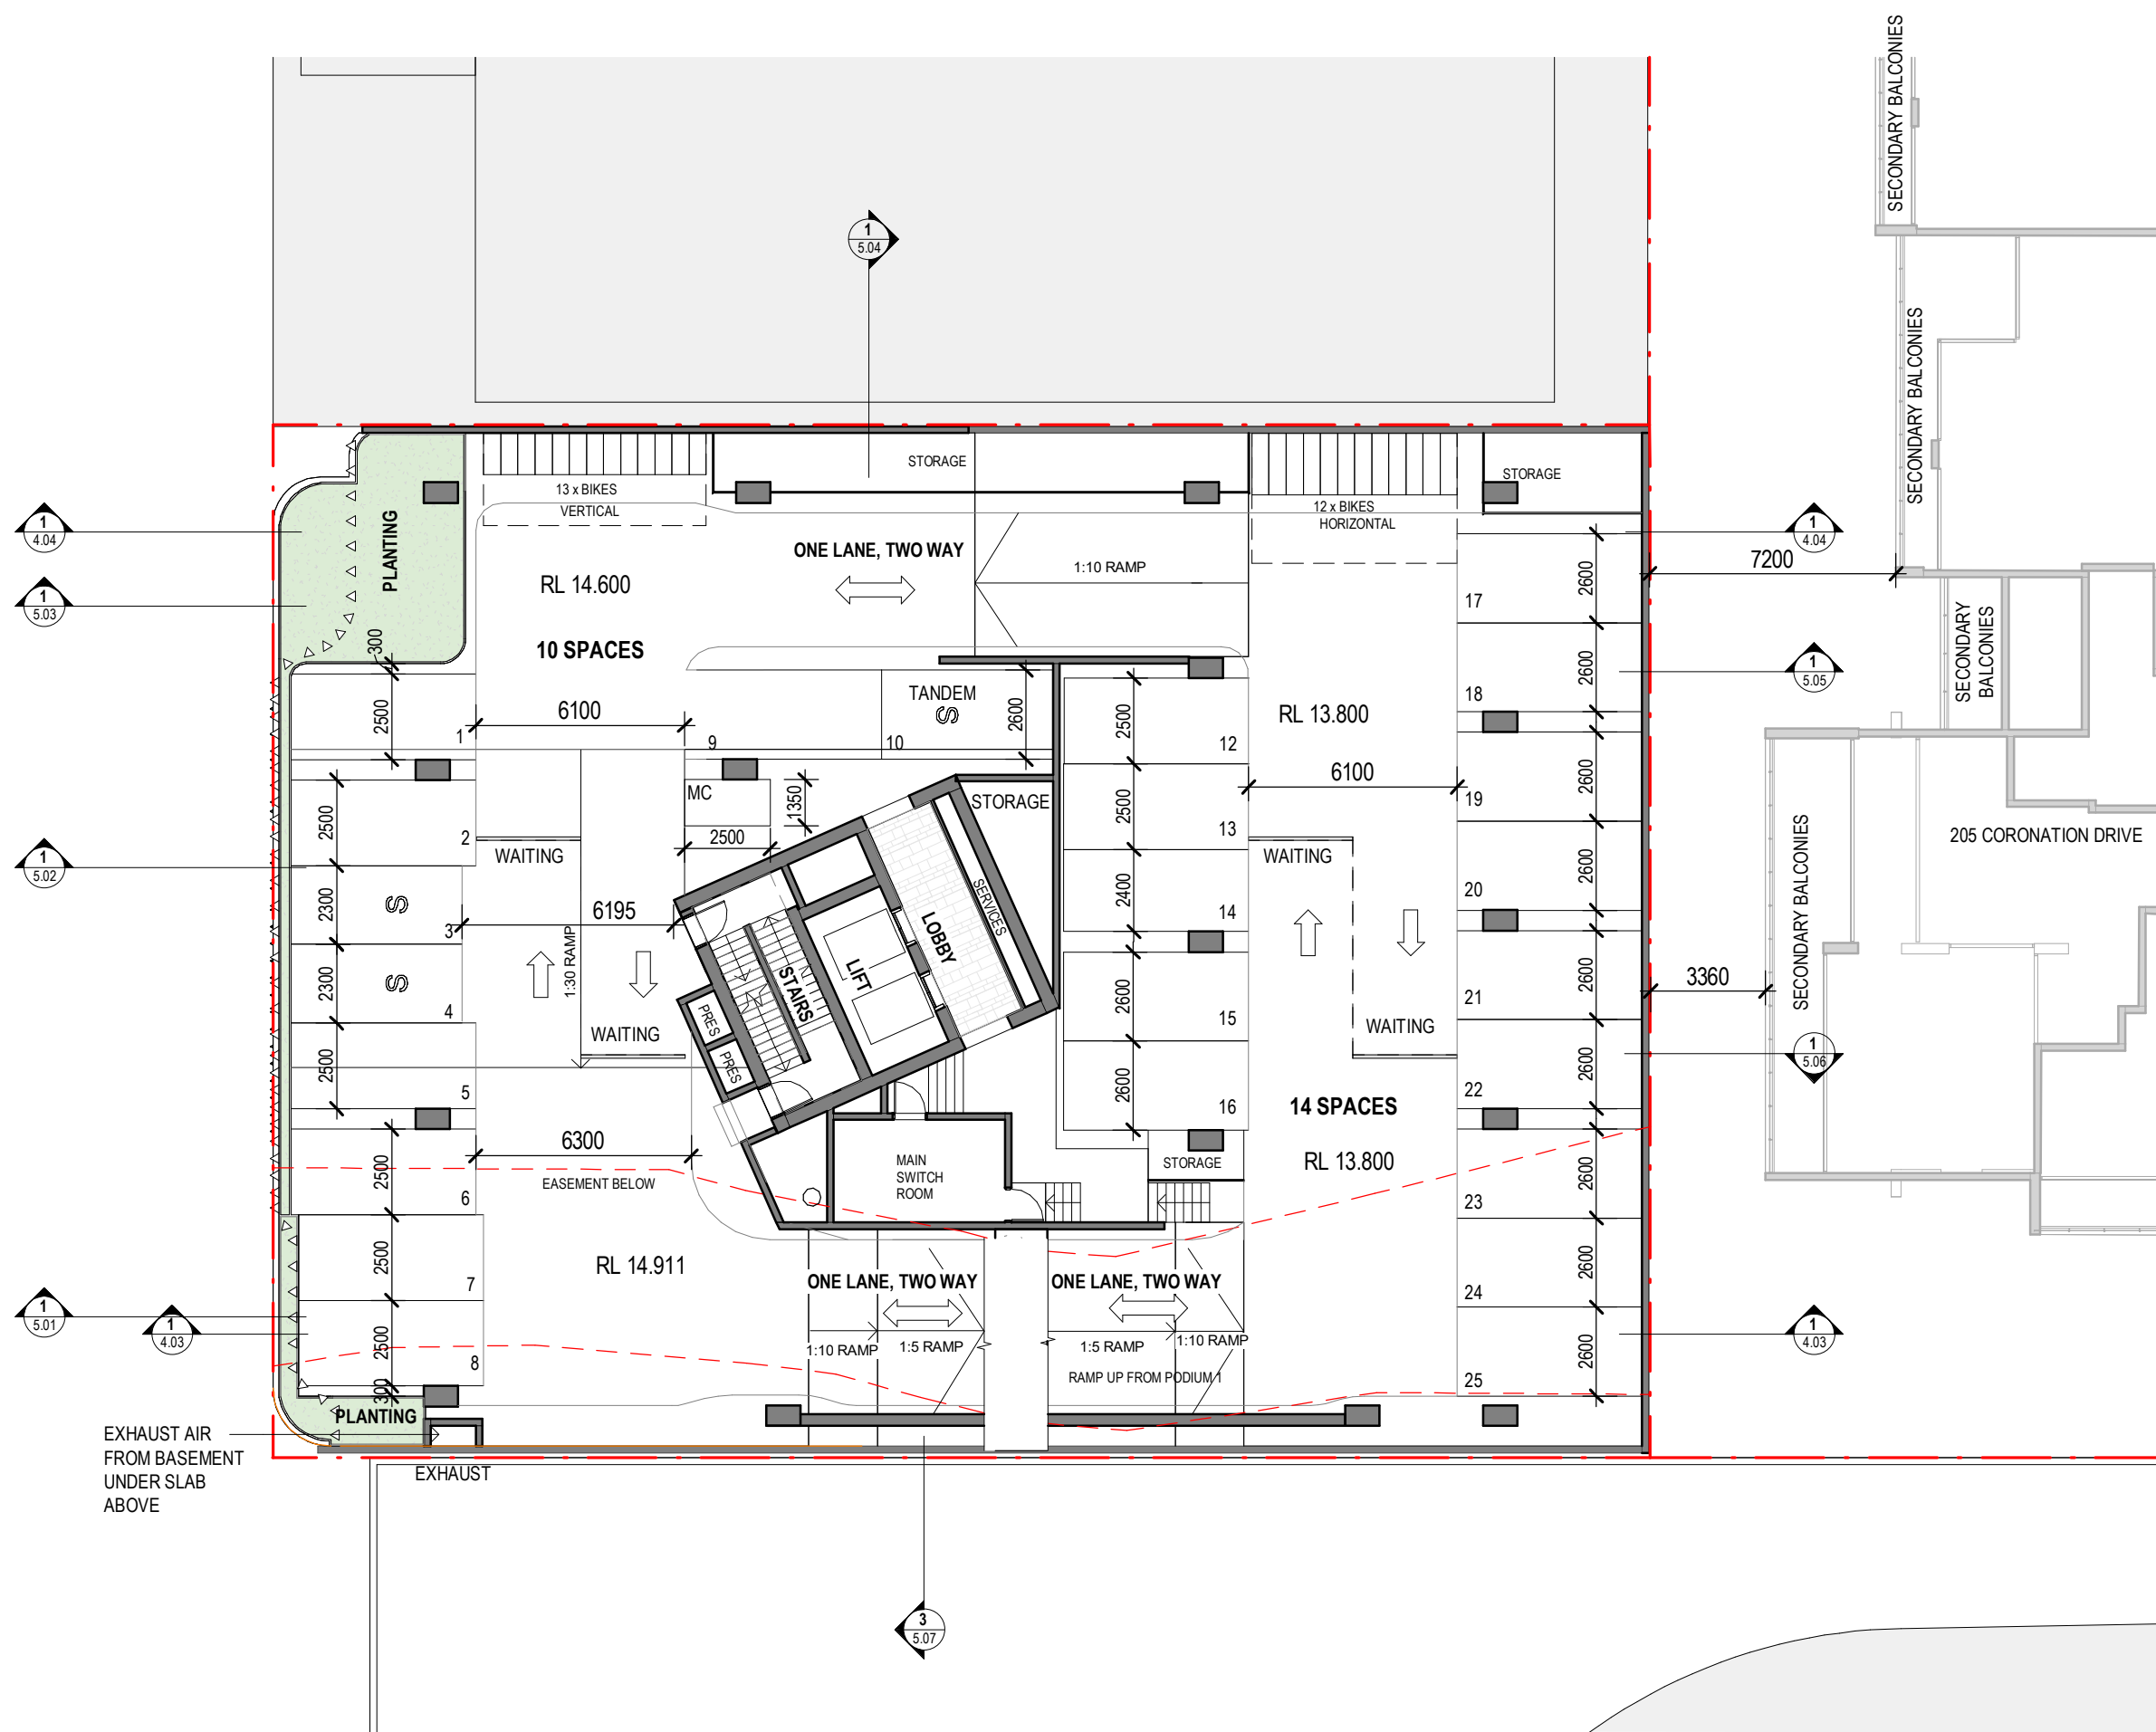 SECONDARY BALCONIES
1
5.04
STORAGE
STORAGE
13 x BIKES
VERTICAL
12 x BIKES
HORIZONTAL
1
4.04
PLANTING
ONE LANE, TWO WAY
1:10 RAMP
1
4.04
7200
SECONDARY BALCONIES
RL 14.600
2600
17
1
5.03
SECONDARY
BALCONIES
300
10 SPACES
2600
18
1
5.05
TANDEM
S
2600
2500
6100
2500
RL 13.800
1
9
10
12
MC
1350
STORAGE
6100
2600
19
2500
2
2500
2500
13
205 CORONATION DRIVE
SECONDARY BALCONIES
WAITING
WAITING
1
5.02
2300
S
3
6195
SERVICES
LOBBY
2400
14
2600
20
2300
S
4
1:30 RAMP
STAIRS
LIFT
2600
15
2600
21
3360
WAITING
PRES
PRES
WAITING
2500
5
2600
16
2600
22
1
5.06
14 SPACES
6300
MAIN
SWITCH
ROOM
STORAGE
RL 13.800
2500
6
EASEMENT BELOW
2600
23
RL 14.911
2500
7
ONE LANE, TWO WAY
ONE LANE, TWO WAY
2600
24
1
5.01
1
4.03
1
4.03
2500
8
1:10 RAMP
1:5 RAMP
1:5 RAMP
1:10 RAMP
RAMP UP FROM PODIUM 1
2600
25
300
PLANTING
EXHAUST AIR
FROM BASEMENT
UNDER SLAB
ABOVE
EXHAUST
3
5.07